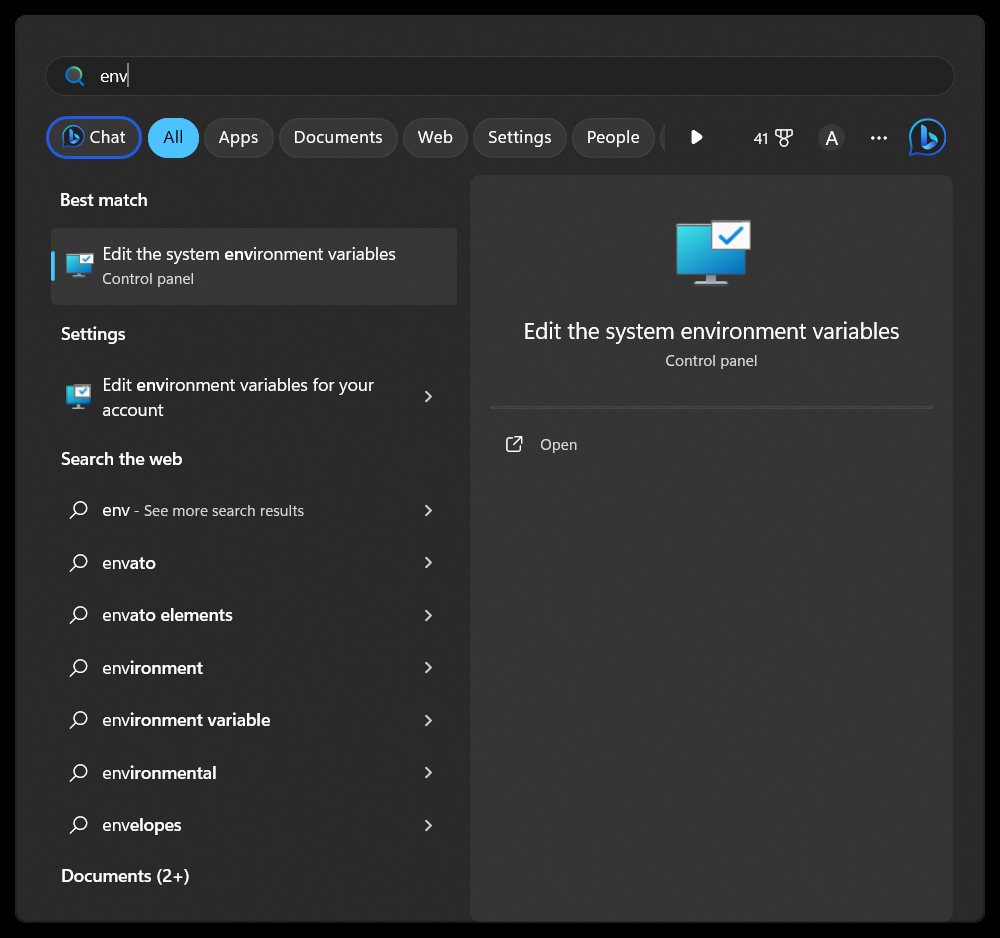 env
Chat All Apps Documents Web Settings People 41 A ...
Best match
Edit the system environment variables
Control panel
Settings
Edit environment variables for your
account
Search the web
env - See more search results
envato
envato elements
environment
environment variable
environmental
envelopes
Documents (2+)
Edit the system environment variables
Control panel
Open